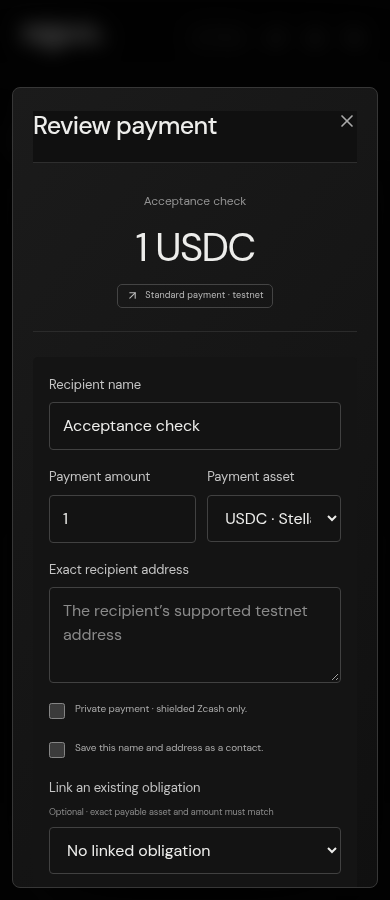 Review payment
Acceptance check
1 USDC
Standard payment · testnet
Recipient name
Acceptance check
Payment amount
Payment asset
1
USDC · Stell
Exact recipient address
The recipient’s supported testnet
address
Private payment · shielded Zcash only.
Save this name and address as a contact.
Link an existing obligation
Optional · exact payable asset and amount must match
No linked obligation